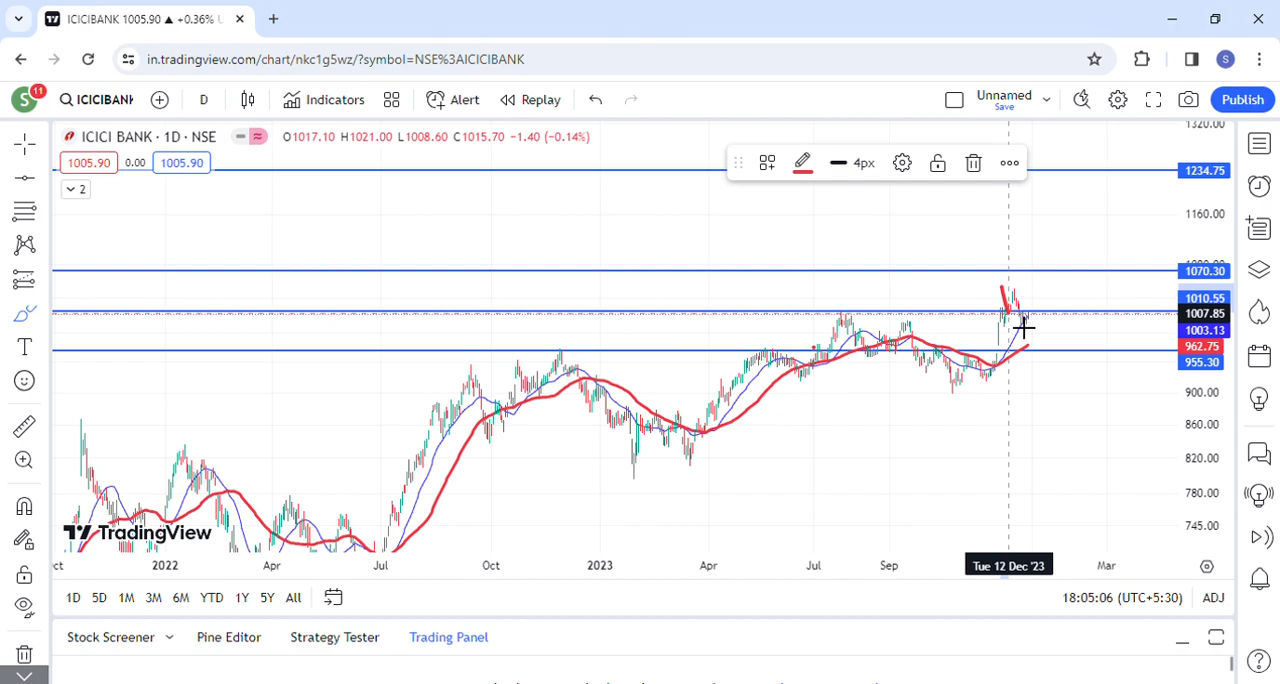 ICICIBANK 1005.90 ▲ +0.36% U
in.tradingview.com/chart/nkc1g5wz/?symbol=NSE%3AICICIBANK
S
S 11 ICICIBANK D Indicators Alert Replay Unnamed Save Publish
ICICI BANK · 1D · NSE O1017.10 H1021.00 L1008.60 C1015.70 −1.40 (−0.14%)
1005.90 0.00 1005.90
4px
2
1320.00
1234.75
1160.00
1070.30
1010.55
1007.85
1003.13
962.75
955.30
900.00
860.00
820.00
780.00
745.00
TradingView
2022 Apr Jul Oct 2023 Apr Jul Sep Tue 12 Dec '23 Mar
1D 5D 1M 3M 6M YTD 1Y 5Y All 18:05:06 (UTC+5:30) ADJ
Stock Screener Pine Editor Strategy Tester Trading Panel